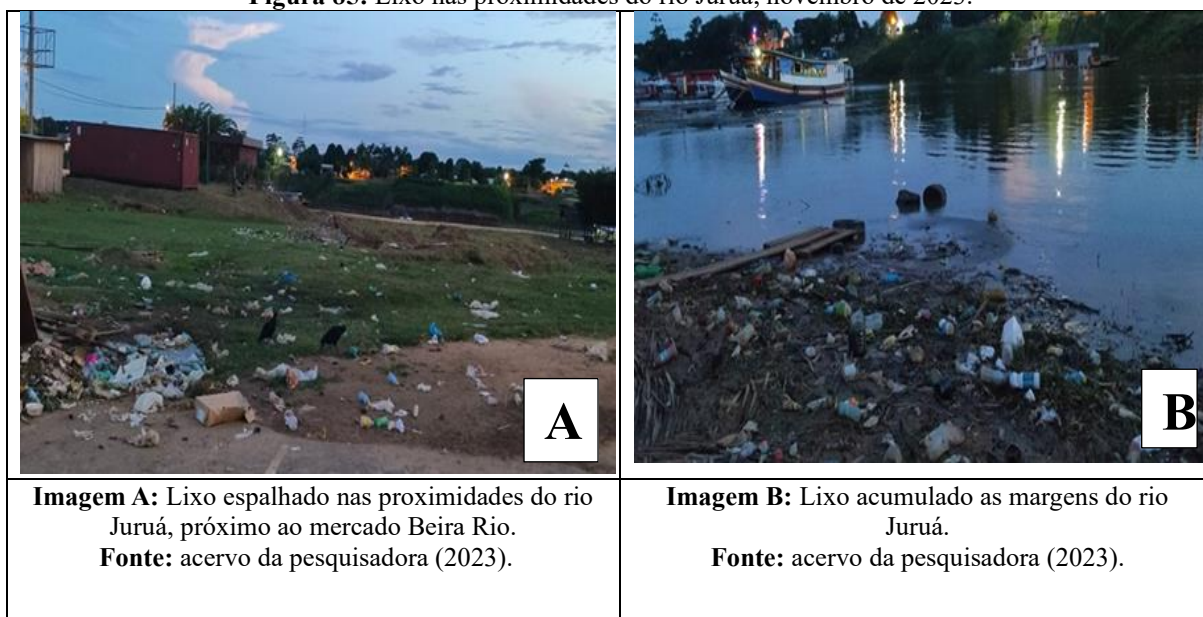 Figura Lixo nas proximidades do rio Juruá, novembro de 2023.
A
B
Imagem A: Lixo espalhado nas proximidades do rio
Juruá, próximo ao mercado Beira Rio.
Fonte: acervo da pesquisadora (2023).
Imagem B: Lixo acumulado as margens do rio
Juruá.
Fonte: acervo da pesquisadora (2023).